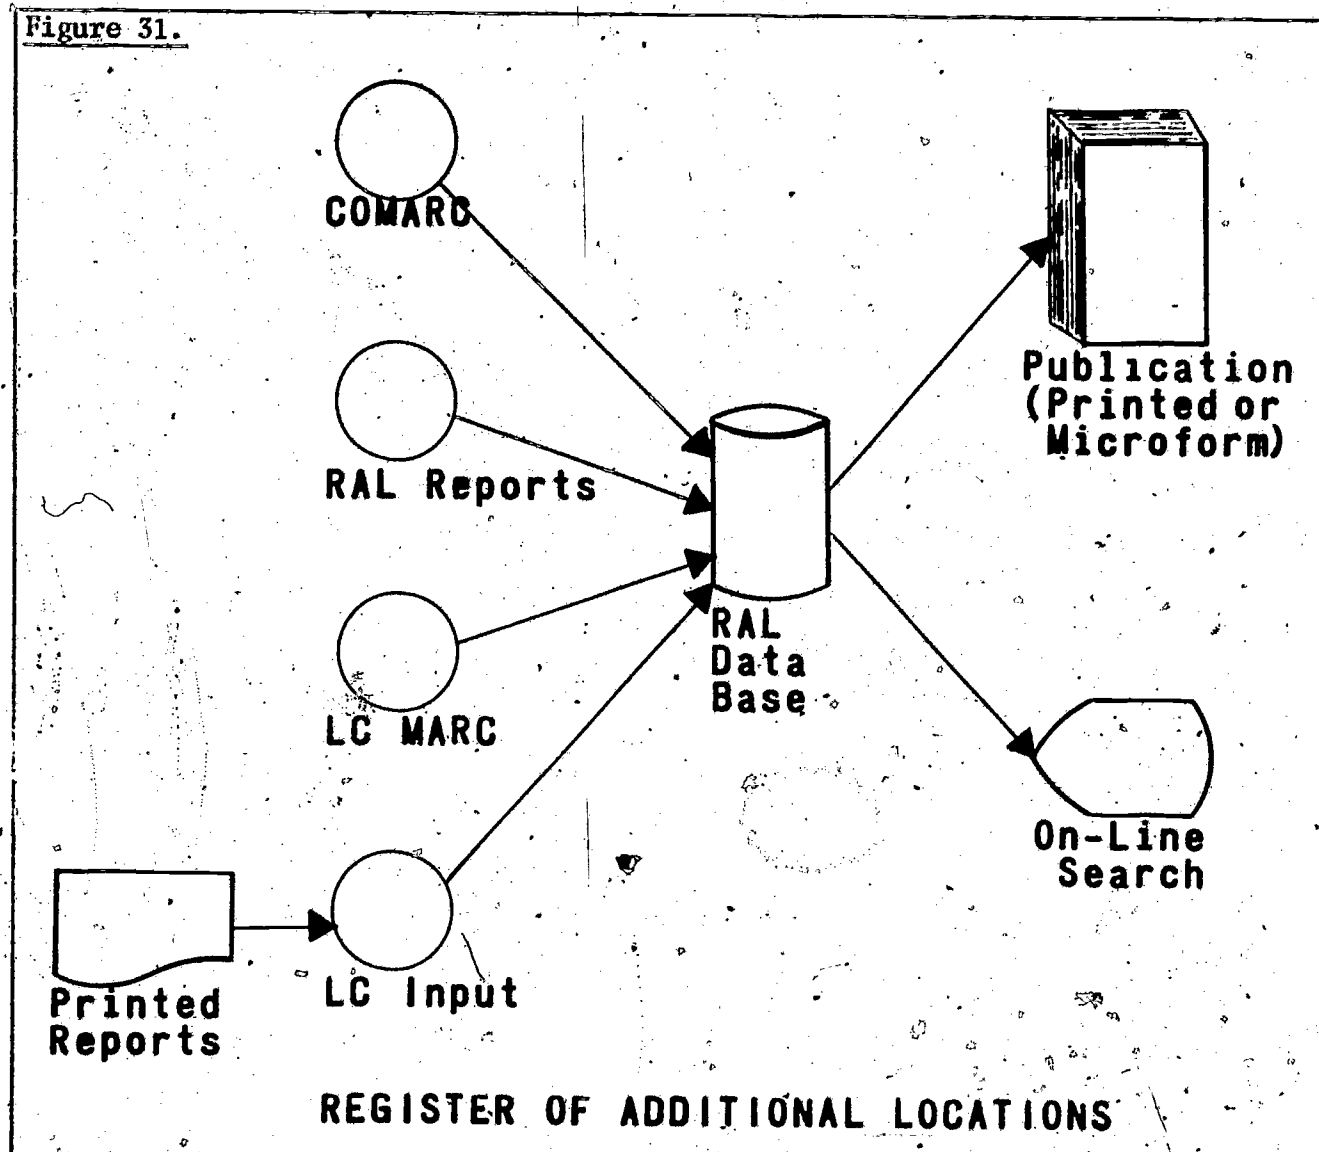 Figure 31.
COMARC
Publication
(Printed or
Microform)
RAL Reports
RAL
Data
Base
LC MARC
On-Line
Search
LC Input
Printed
Reports
REGISTER OF ADDITIONAL LOCATIONS